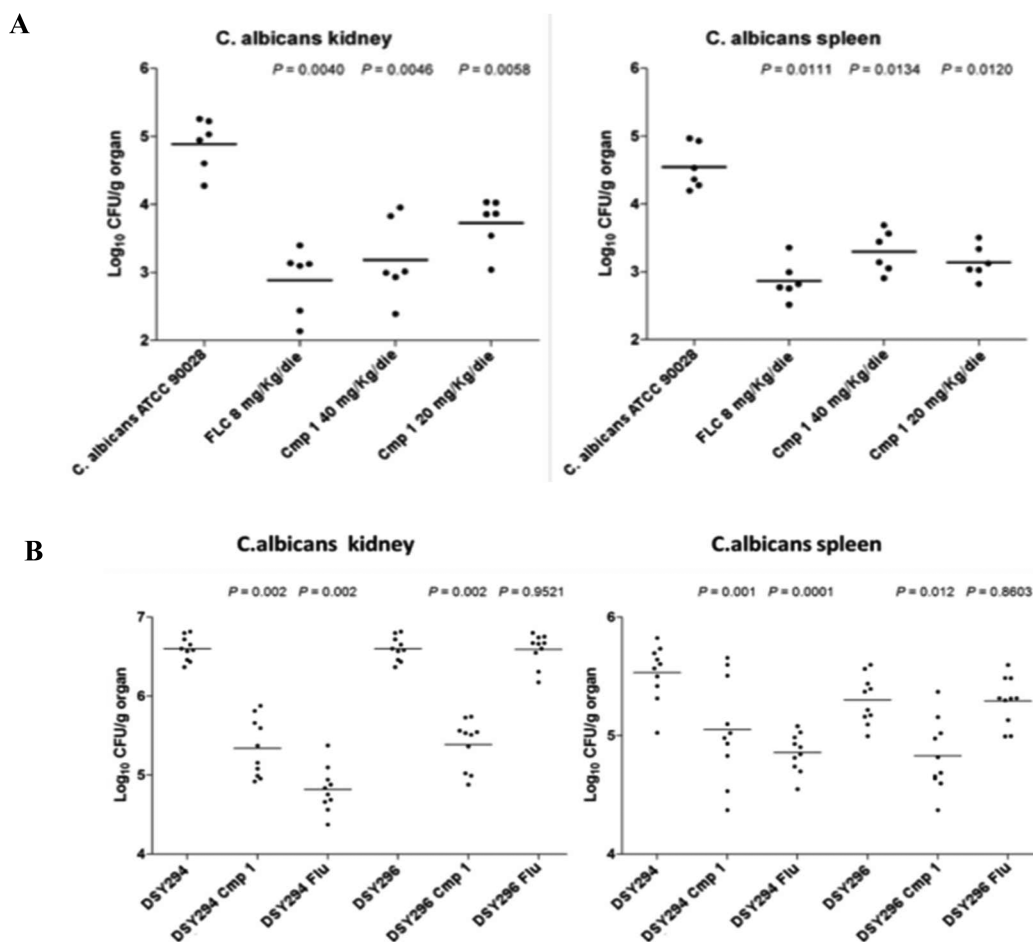 A
C. albicans kidney
P = 0.0040 P = 0.0046 P = 0.0058
Log10 CFU/g organ
6
5
4
3
2
C. albicans ATCC 90028
FLC 8 mg/Kg/die
Cmp 1 40 mg/Kg/die
Cmp 1 20 mg/Kg/die
C. albicans spleen
P = 0.0111 P = 0.0134 P = 0.0120
Log10 CFU/g organ
6
5
4
3
2
C. albicans ATCC 90028
FLC 8 mg/Kg/die
Cmp 1 40 mg/Kg/die
Cmp 1 20 mg/Kg/die
B
C.albicans kidney
P = 0.002 P = 0.002 P = 0.002 P = 0.9521
Log10 CFU/g organ
7
6
5
4
DSY294
DSY294 Cmp 1
DSY294 Flu
DSY296
DSY296 Cmp 1
DSY296 Flu
C.albicans spleen
P = 0.001 P = 0.0001 P = 0.012 P = 0.8603
Log10 CFU/g organ
6
5
4
DSY294
DSY294 Cmp 1
DSY294 Flu
DSY296
DSY296 Cmp 1
DSY296 Flu